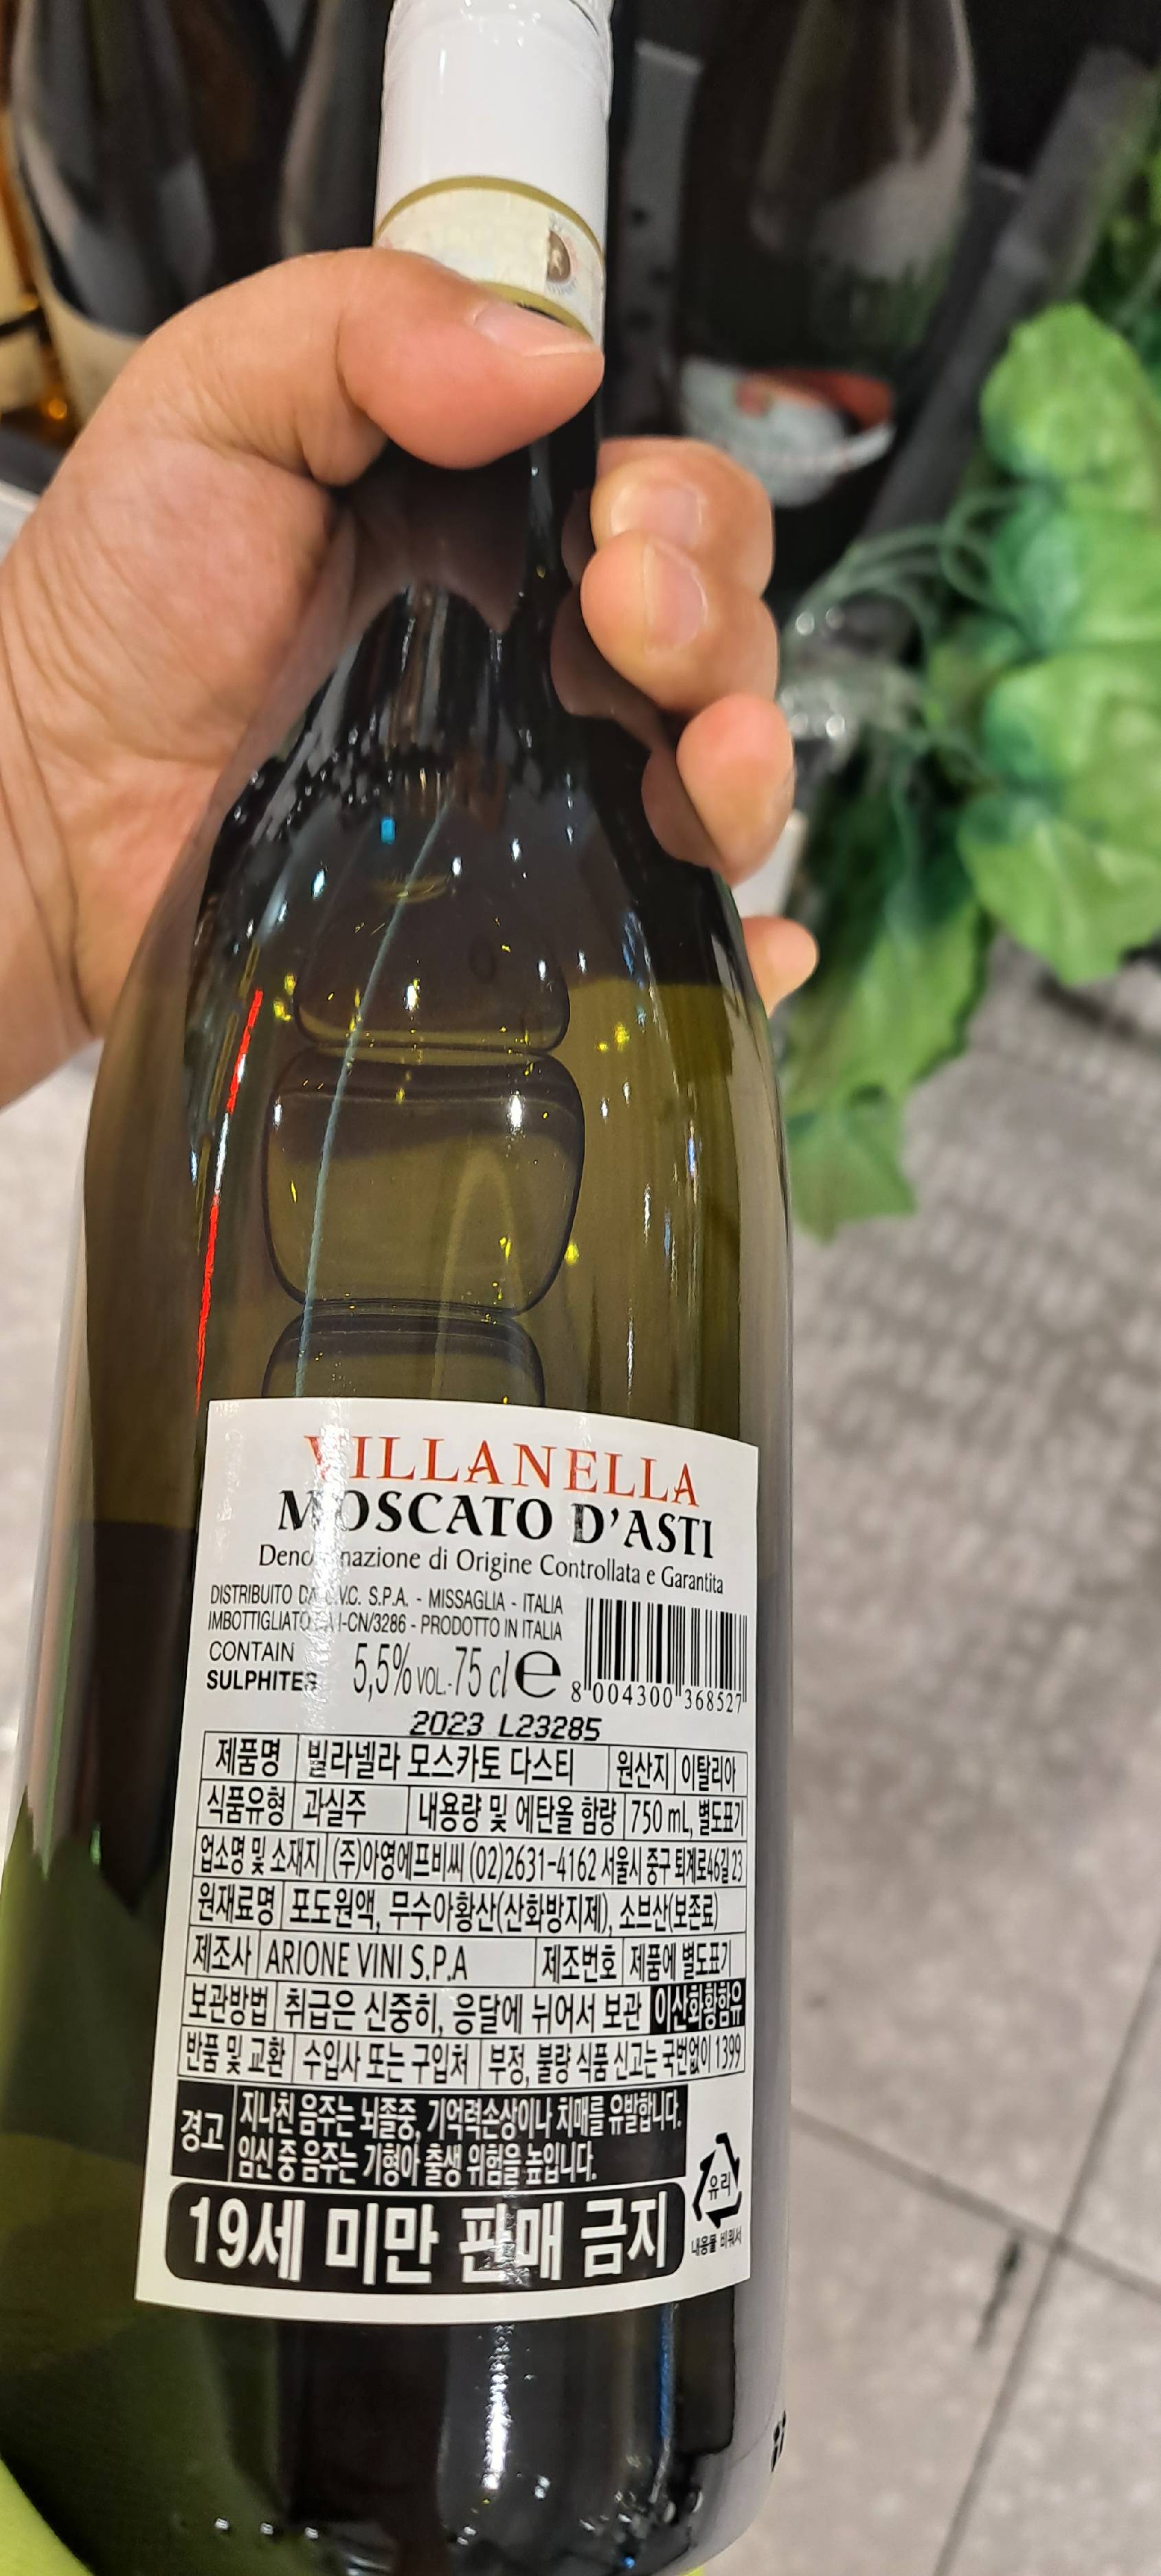 VILLANELLA
MOSCATO D'ASTI
di Origine Controllata e Garantita
DISTRIBUITO S.P.A. - MISSAGLIA - ITALIA
IMBOTTIGLIATO I-CN/3286 - PRODOTTO IN ITALIA
CONTAIN
SULPHITES
5,5% VOL.-75 cl e
8 004300 368527
2023 L23285
제품명 빌라넬라 모스카토 다스티 원산지 이탈리아
식품유형 과실주 내용량 및 에탄올 함량 750 mL, 별도표기
업소명 및 소재지 (주)아영에프비씨 (02)2631-4162 서울시 중구 퇴계로46길 23
원재료명 포도원액, 무수아황산(산화방지제), 소브산(보존료)
제조사 ARIONE VINI S.P.A 제조번호 제품에 별도표기
보관방법 취급은 신중히, 응달에 뉘어서 보관 이산화황함유
반품 및 교환 수입사 또는 구입처 부정, 불량 식품 신고는 국번없이 1399
경고 지나친 음주는 뇌졸중, 기억력손상이나 치매를 유발합니다.
임신 중 음주는 기형아 출생 위험을 높입니다.
19세 미만 판매 금지
유리
내용물 비워서